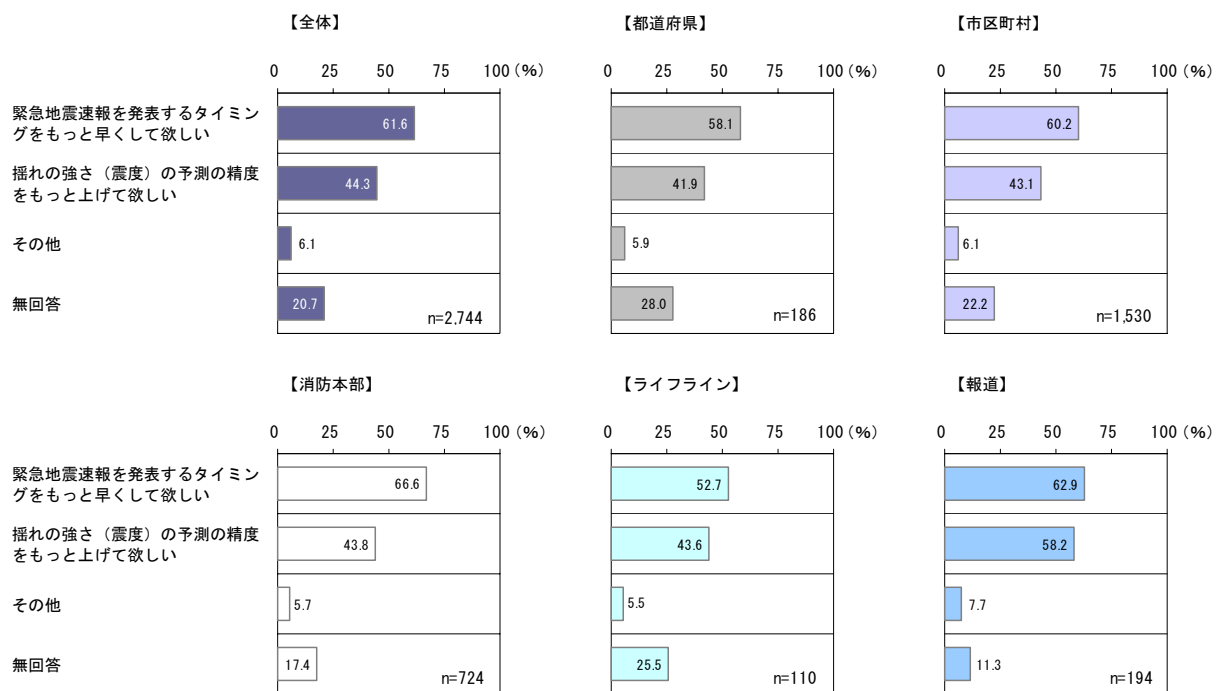 【全体】
【都道府県】
【市区町村】
0 25 50 75 100 (%)
0 25 50 75 100 (%)
0 25 50 75 100 (%)
緊急地震速報を発表するタイミン
グをもっと早くして欲しい
61.6
58.1
60.2
揺れの強さ（震度）の予測の精度
をもっと上げて欲しい
44.3
41.9
43.1
その他
6.1
5.9
6.1
無回答
20.7
28.0
22.2
n=2,744
n=186
n=1,530
【消防本部】
【ライフライン】
【報道】
0 25 50 75 100 (%)
0 25 50 75 100 (%)
0 25 50 75 100 (%)
緊急地震速報を発表するタイミン
グをもっと早くして欲しい
66.6
52.7
62.9
揺れの強さ（震度）の予測の精度
をもっと上げて欲しい
43.8
43.6
58.2
その他
5.7
5.5
7.7
無回答
17.4
25.5
11.3
n=724
n=110
n=194